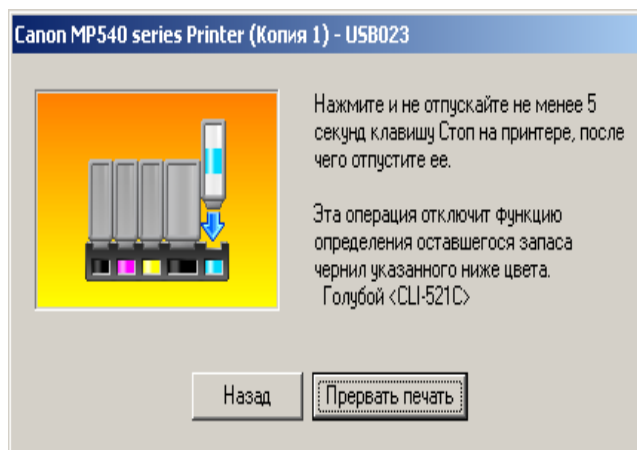 Canon MP540 series Printer (Копия 1) - USB023
Нажмите и не отпускайте не менее 5
секунд клавишу Стоп на принтере, после
чего отпустите ее.
Эта операция отключит функцию
определения оставшегося запаса
чернил указанного ниже цвета.
Голубой <CLI-521C>
Назад
Прервать печать